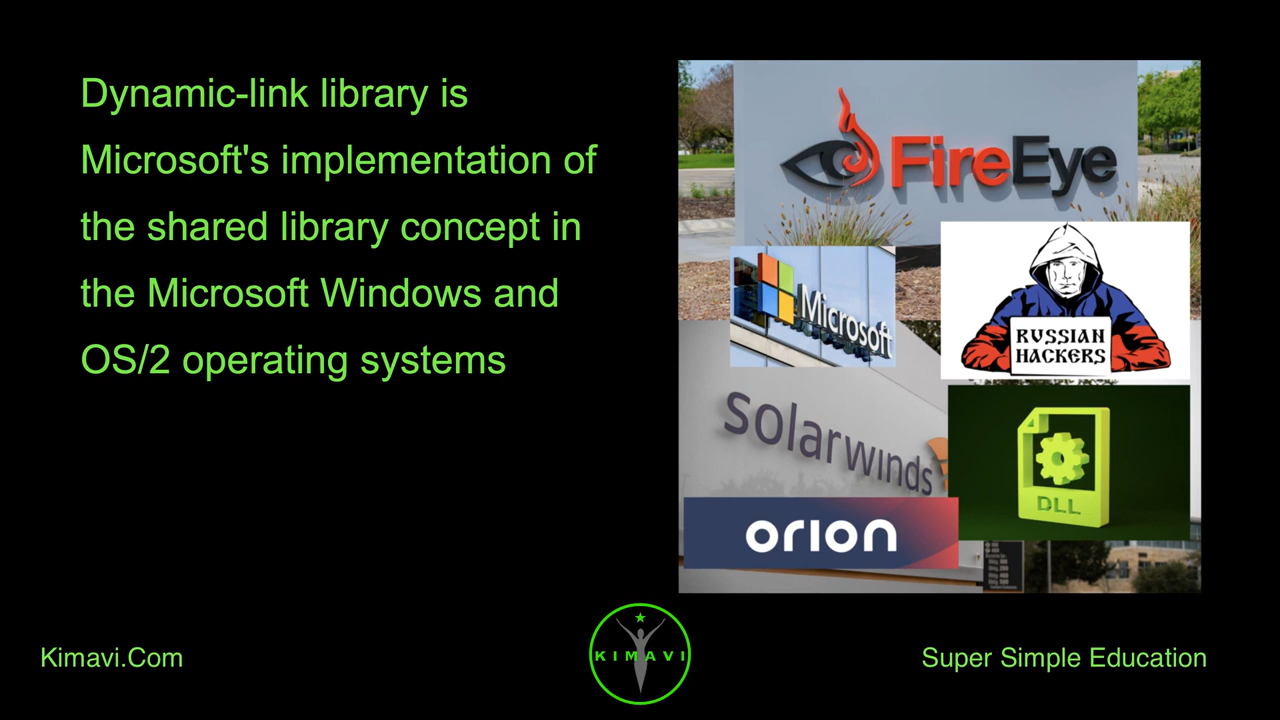 Dynamic-link library is
Microsoft's implementation of
the shared library concept in
the Microsoft Windows and
OS/2 operating systems
FireEye
Microsoft
RUSSIAN
HACKERS
solarwinds
DLL
orion
Kimavi.Com
KIMAVI
Super Simple Education